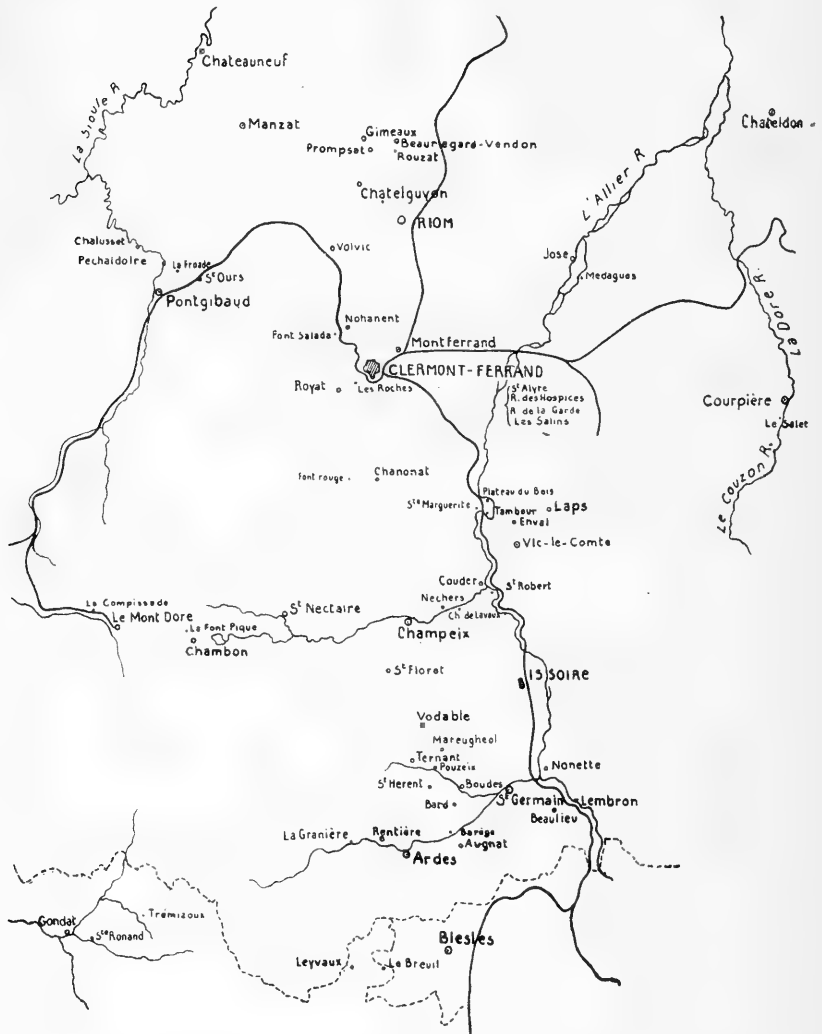 Chateauneuf
La Sioule R
Manzat
Gimeaux
Beauregard-Vendon
Prompsat
Rouzat
Chateldon
Chatelguyon
RIOM
L'Allier R
Chalusset
Volvic
Pechaidoire
La Froade
St Ours
Jose
Medagues
Pontgibaud
La Dore R.
Nohanent
Font Salada
Montferrand
CLERMONT-FERRAND
Royat
Les Roches
St Alyre
R. des Hospices
R de la Garde
Les Salins
Courpière
Le Salet
Le Couzon R.
Font rouge
Chanonat
Plateau du Bois
Ste Marguerite
Tambour
Laps
Enval
Vic-le-Comte
Couder
St Robert
Nechers
Ch de Lavaux
La Compissade
Le Mont Dore
St Nectaire
La Font Pique
Chambon
Champeix
St Floret
ISSOIRE
Vodable
Mareugheol
Ternant
Pouzeix
Nonette
St Herent
Boudes
St Germain Lembron
Bard
Beaulieu
La Granière
Rentière
Barège
Augnat
Ardes
Trémizoux
Condat
Ste Ronand
Blesles
Leyvaux
Le Breuil